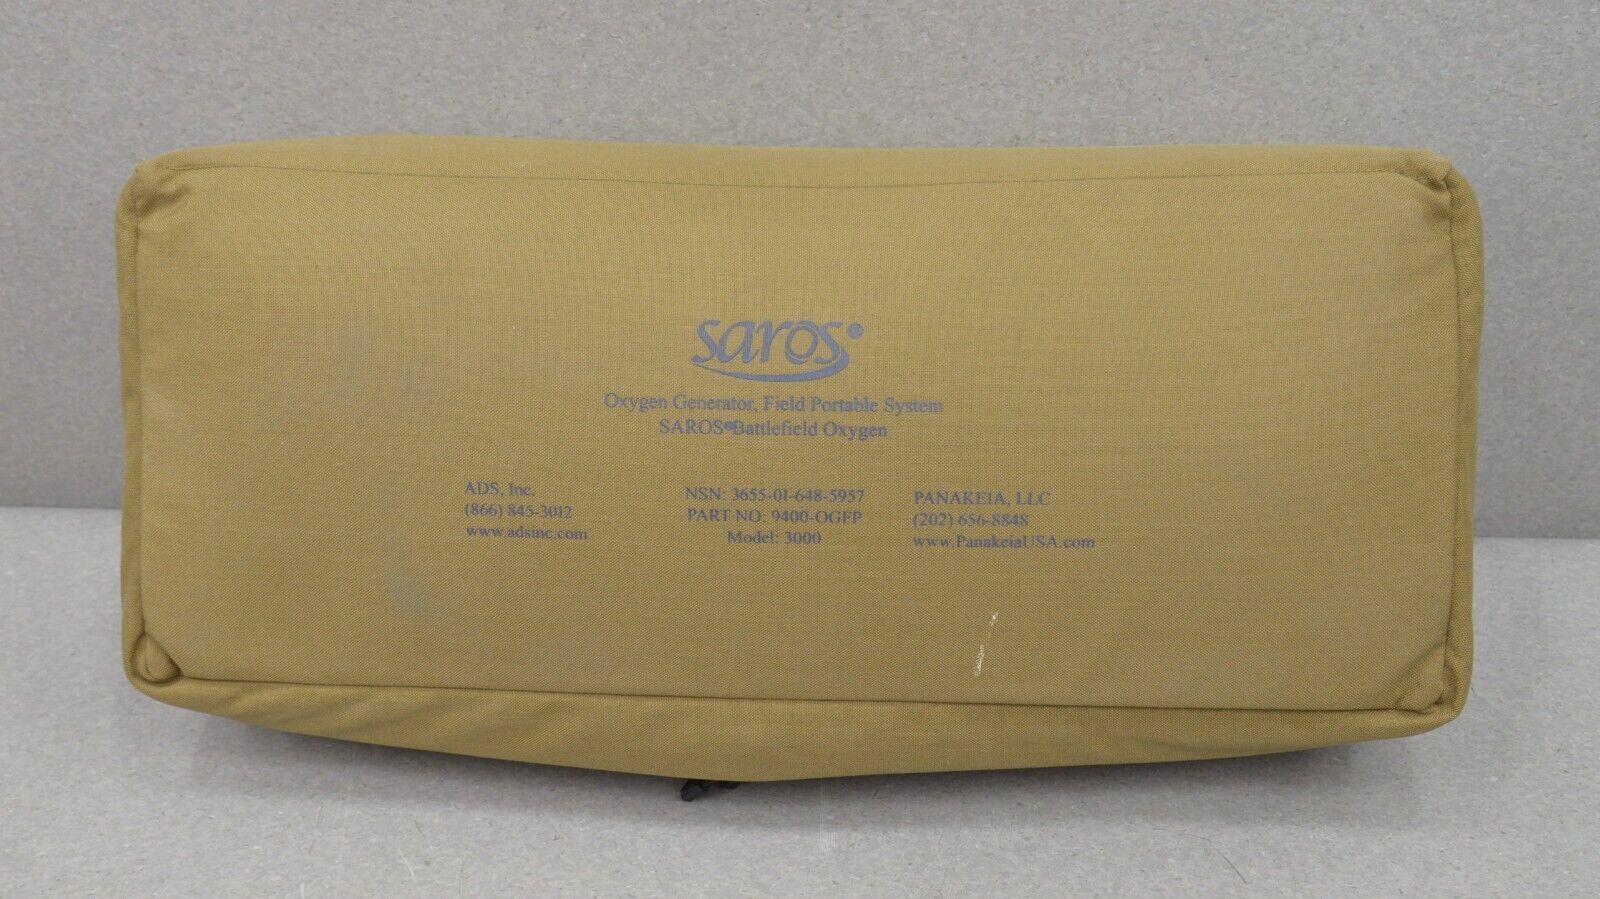 saros®
Oxygen Generator, Field Portable System
SAROS®Battlefield Oxygen
ADS, Inc.
(866) 845-3012
www.adsinc.com
NSN: 3655-01-648-5957
PART NO: 9400-OGFP
Model: 3000
PANAKEIA, LLC
(202) 656-8848
www.PanakeiaUSA.com